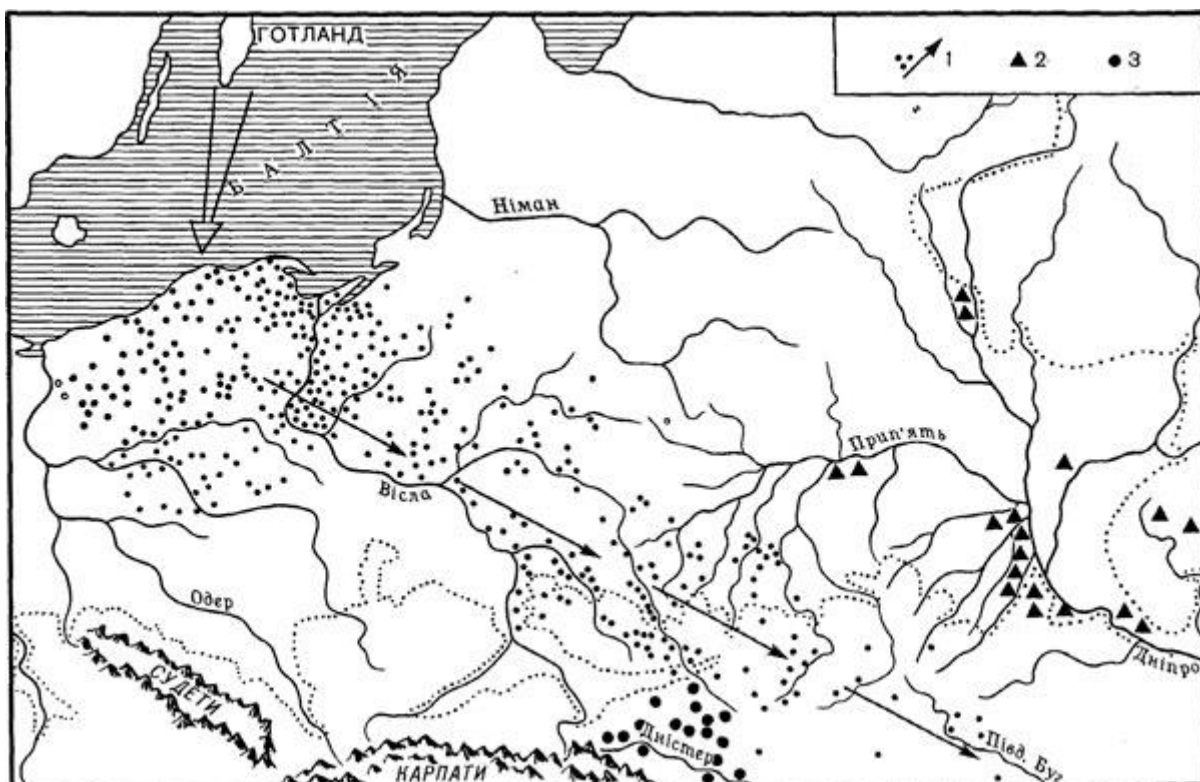 ГОТЛАНД
1 2 3
БАЛТІЯ
Німан
Прип'ять
Вісла
Одер
Дніпро
СУДЕТИ
Дністер
Півд. Буг
КАРПАТИ